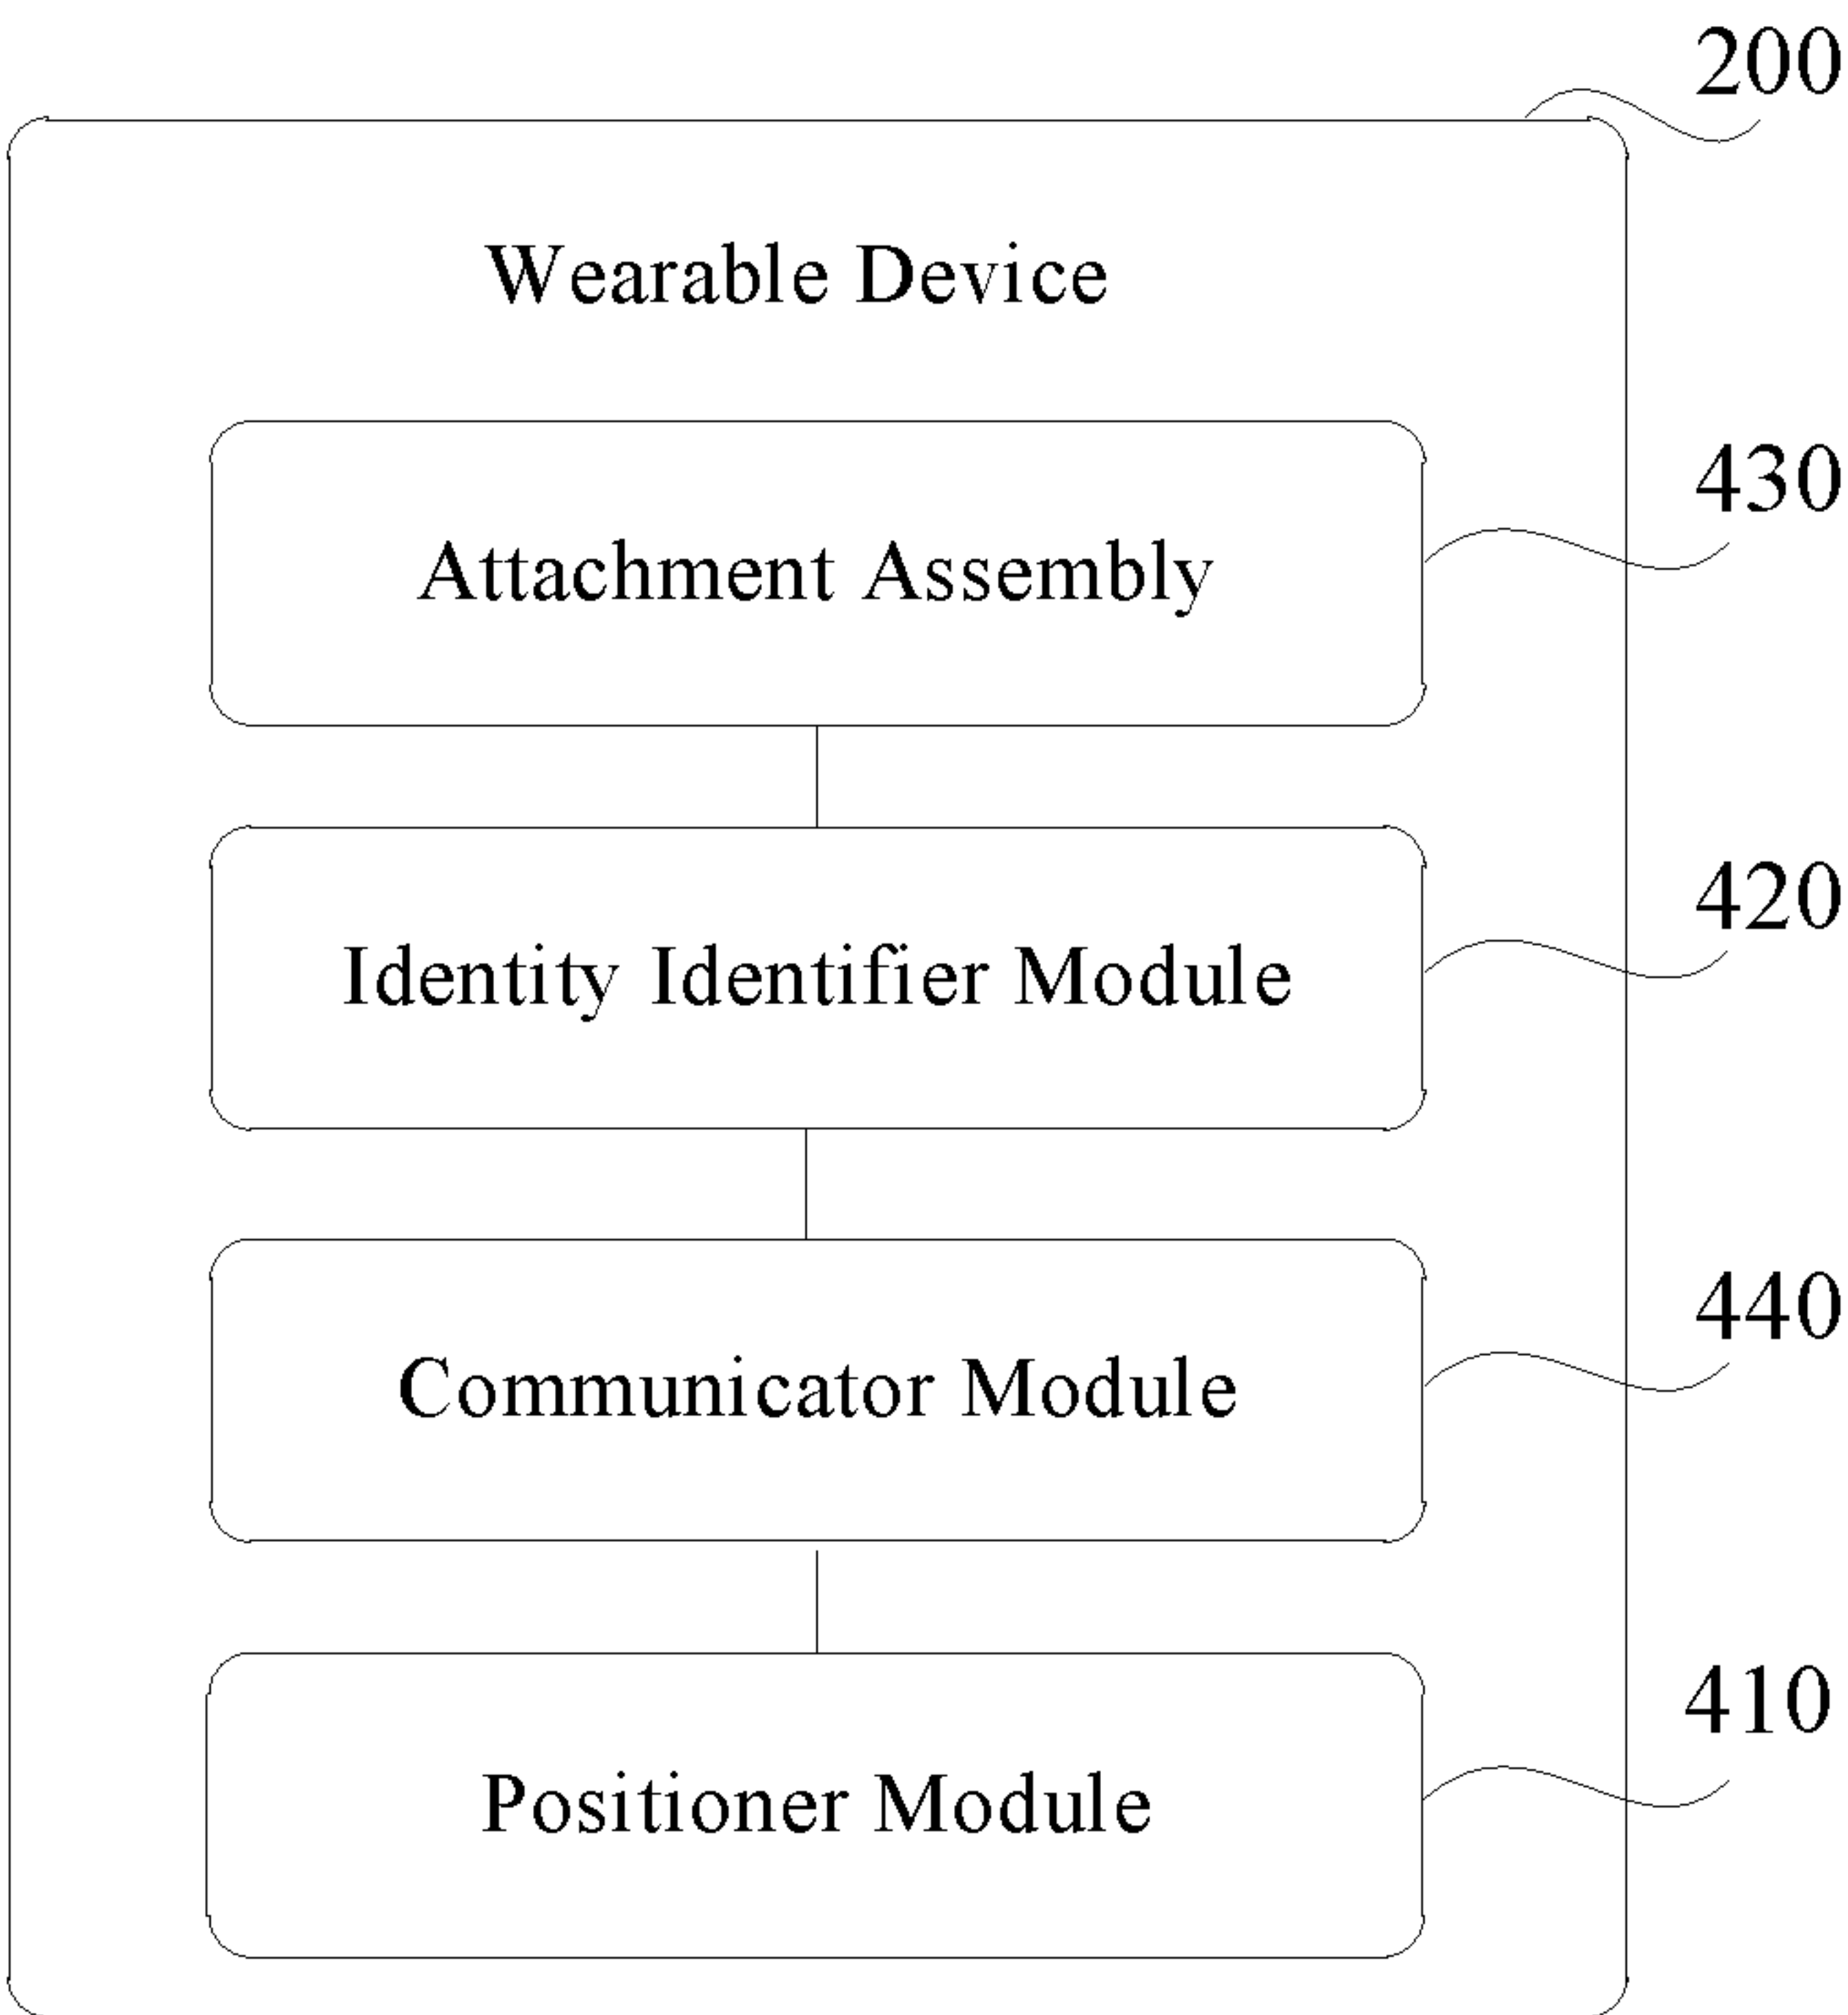 200
Wearable Device
430
Attachment Assembly
420
Identity Identifier Module
440
Communicator Module
410
Positioner Module